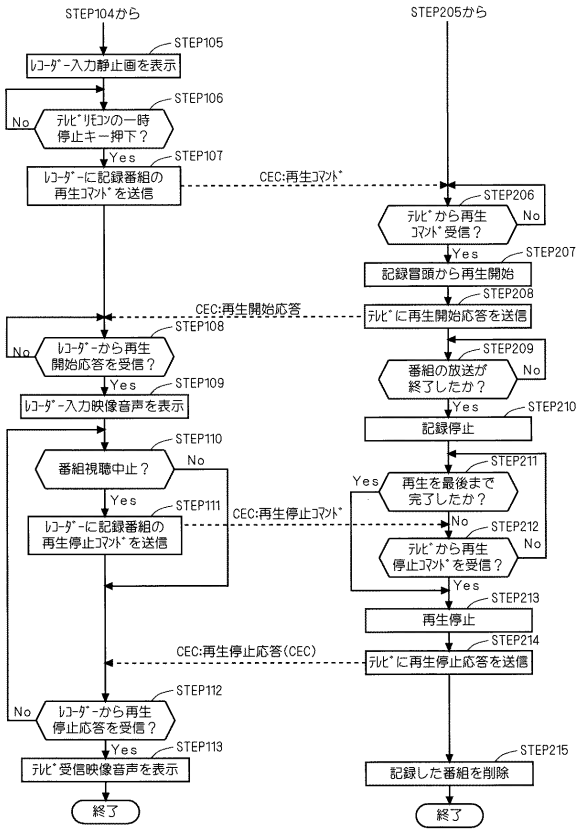 STEP104から
STEP105
ﾚｺｰﾀﾞｰ入力静止画を表示
STEP106
ﾃﾚﾋﾞﾘﾓｺﾝの一時
停止キー押下？
No
Yes
STEP107
ﾚｺｰﾀﾞｰに記録番組の
再生ｺﾏﾝﾄﾞを送信
CEC:再生ｺﾏﾝﾄﾞ
CEC:再生開始応答
STEP108
ﾚｺｰﾀﾞｰから再生
開始応答を受信？
No
Yes
STEP109
ﾚｺｰﾀﾞｰ入力映像音声を表示
STEP110
番組視聴中止？
No
Yes
STEP111
ﾚｺｰﾀﾞｰに記録番組の
再生停止ｺﾏﾝﾄﾞを送信
CEC:再生停止ｺﾏﾝﾄﾞ
CEC:再生停止応答(CEC)
STEP112
ﾚｺｰﾀﾞｰから再生
停止応答を受信？
No
Yes
STEP113
ﾃﾚﾋﾞ受信映像音声を表示
終了
STEP205から
STEP206
ﾃﾚﾋﾞから再生
ｺﾏﾝﾄﾞ受信？
No
Yes
STEP207
記録冒頭から再生開始
STEP208
ﾃﾚﾋﾞに再生開始応答を送信
STEP209
番組の放送が
終了したか？
No
Yes
STEP210
記録停止
STEP211
再生を最後まで
完了したか？
Yes
No
STEP212
ﾃﾚﾋﾞから再生
停止ｺﾏﾝﾄﾞを受信？
No
Yes
STEP213
再生停止
STEP214
ﾃﾚﾋﾞに再生停止応答を送信
STEP215
記録した番組を削除
終了